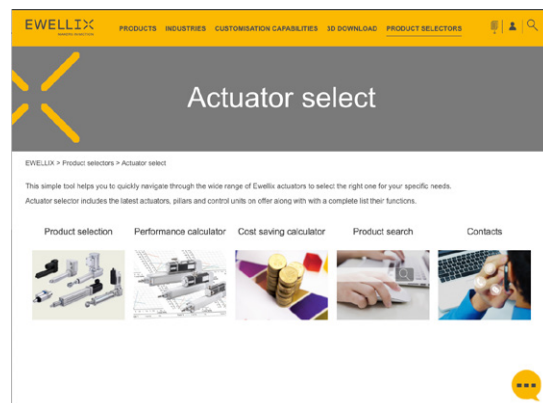 EWELLIX
PRODUCTS INDUSTRIES CUSTOMISATION CAPABILITIES 3D DOWNLOAD PRODUCT SELECTORS
Actuator select
EWELLIX > Product selectors > Actuator select
This simple tool helps you to quickly navigate through the wide range of Ewellix actuators to select the right one for your specific needs.
Actuator selector includes the latest actuators, pillars and control units on offer along with with a complete list their functions.
Product selection Performance calculator Cost saving calculator Product search Contacts